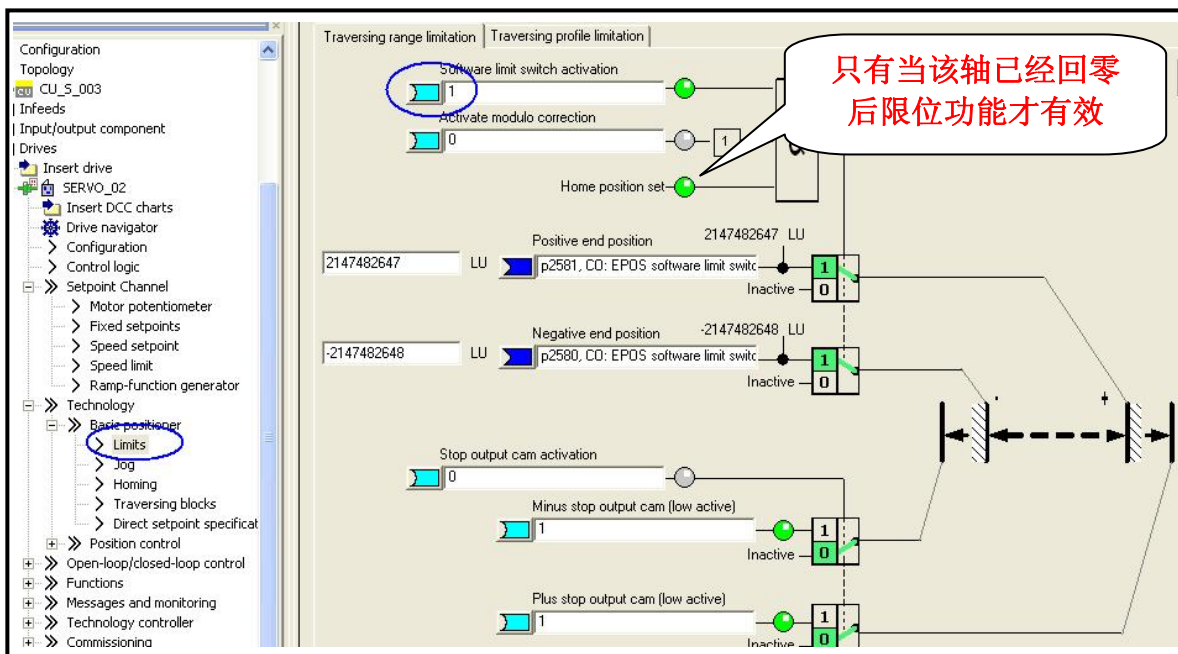 Configuration
Topology
CU_S_003
Infeeds
Input/output component
Drives
Insert drive
SERVO_02
Insert DCC charts
Drive navigator
Configuration
Control logic
Setpoint Channel
Motor potentiometer
Fixed setpoints
Speed setpoint
Speed limit
Ramp-function generator
Technology
Basic positioner
Limits
Jog
Homing
Traversing blocks
Direct setpoint specificat
Position control
Open-loop/closed-loop control
Functions
Messages and monitoring
Technology controller
Commissioning
Traversing range limitation
Traversing profile limitation
Software limit switch activation
1
Activate modulo correction
0
1
Home position set
只有当该轴已经回零
后限位功能才有效
Positive end position
2147482647 LU
2147482647 LU
p2581, CO: EPOS software limit switc
1
Inactive
0
Negative end position
-2147482648 LU
-2147482648 LU
p2580, CO: EPOS software limit switc
1
Inactive
0
- +
Stop output cam activation
0
Minus stop output cam (low active)
1
1
Inactive
0
Plus stop output cam (low active)
1
1
Inactive
0